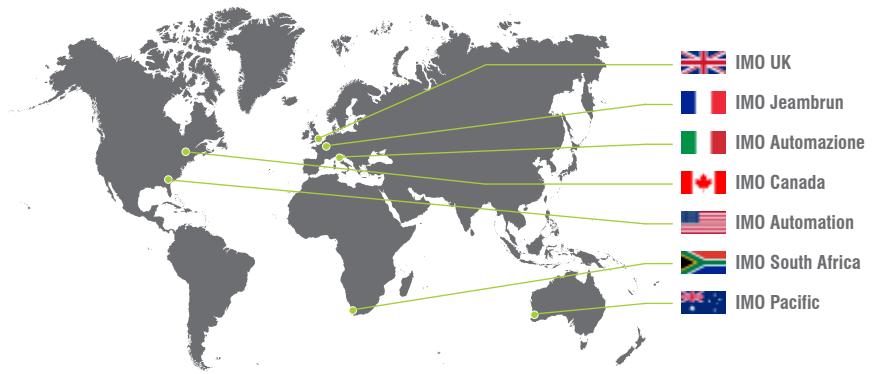 IMO UK
IMO Jeambrun
IMO Automazione
IMO Canada
IMO Automation
IMO South Africa
IMO Pacific